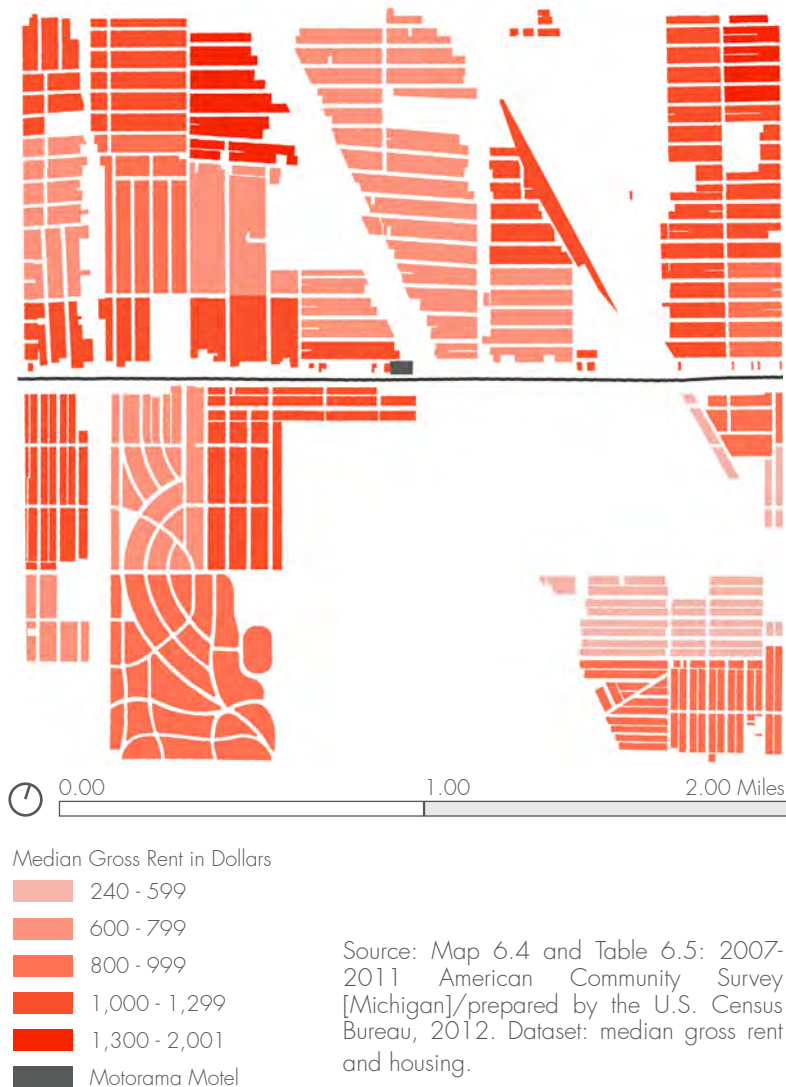 0.00 1.00 2.00 Miles
Median Gross Rent in Dollars
240 - 599
600 - 799
800 - 999
1,000 - 1,299
1,300 - 2,001
Motorama Motel
Source: Map 6.4 and Table 6.5: 2007-
2011 American Community Survey
[Michigan]/prepared by the U.S. Census
Bureau, 2012. Dataset: median gross rent
and housing.